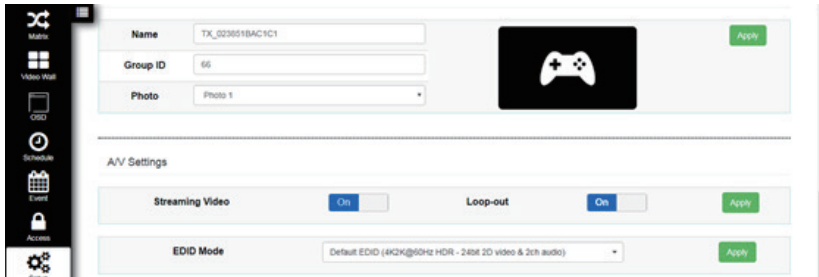 Matrix
Name TX_023851BAC1C1 Apply
Video Wall
Group ID 66
Photo Photo 1
OSD
Schedule
A/V Settings
Event
Streaming Video On Loop-out On Apply
Access
EDID Mode Default EDID (4K2K@60Hz HDR - 24bit 2D video & 2ch audio) Apply